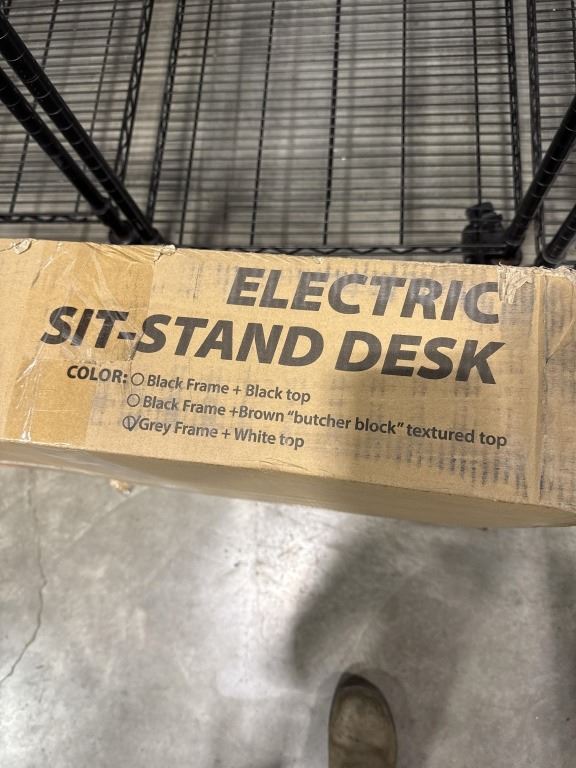 ELECTRIC
SIT-STAND DESK
COLOR: Black Frame + Black top
Black Frame +Brown "butcher block" textured top
Grey Frame + White top